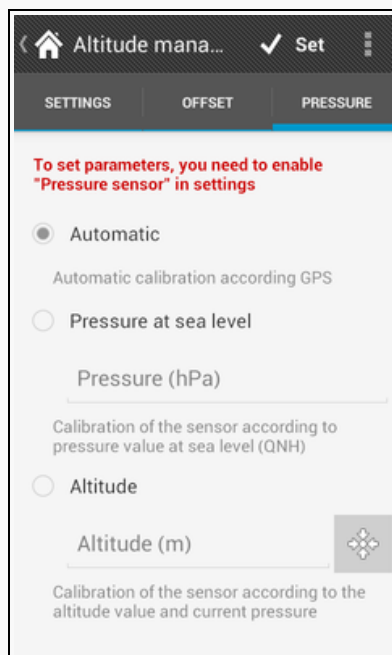 Altitude mana... Set
SETTINGS OFFSET PRESSURE
To set parameters, you need to enable
"Pressure sensor" in settings
Automatic
Automatic calibration according GPS
Pressure at sea level
Pressure (hPa)
Calibration of the sensor according to
pressure value at sea level (QNH)
Altitude
Altitude (m)
Calibration of the sensor according to the
altitude value and current pressure